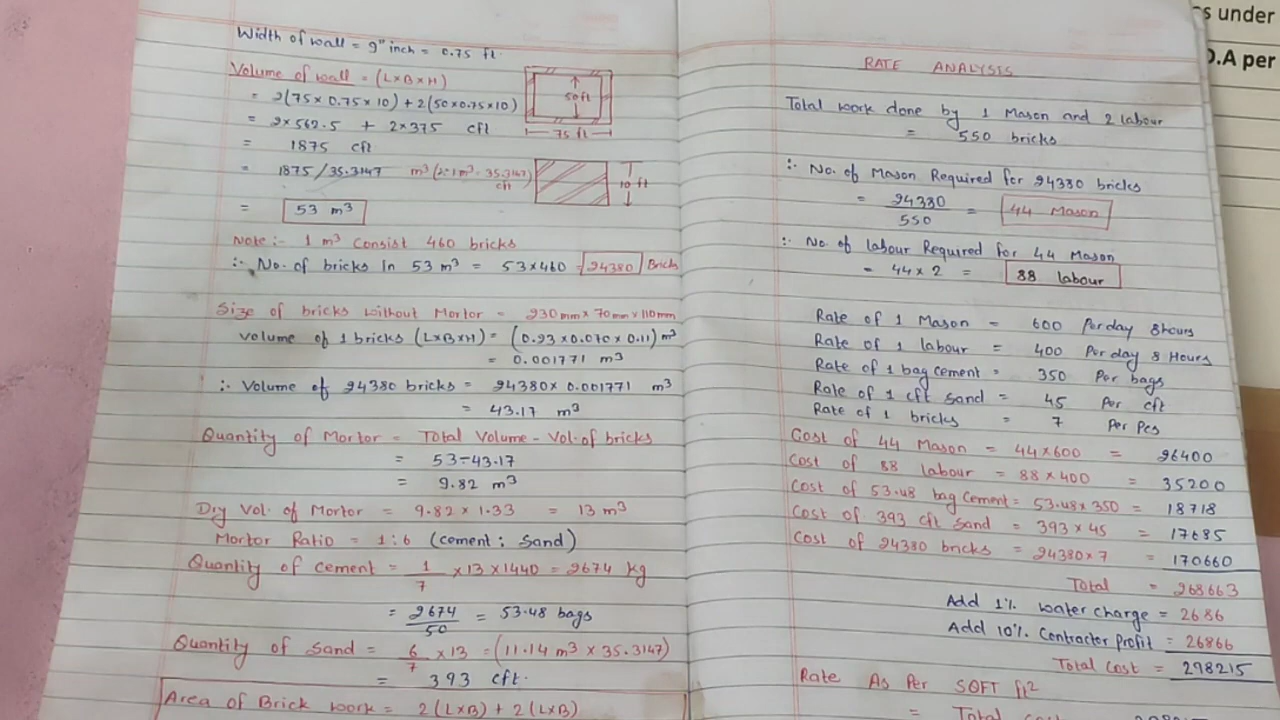 Width of wall = 9" inch = 0.75 ft.
Volume of wall = (L×B×H)
= 2(75×0.75×10) + 2(50×0.75×10)
= 2×562.5 + 2×375 cft
= 1875 cft
= 1875/35.3147 m³ (∵ 1m³ = 35.3147 cft)
= 53 m³
50 ft
75 ft
10 ft
Note:- 1 m³ Consist 460 bricks
∴ No. of bricks In 53 m³ = 53×460 = 24380 Bricks
Size of bricks without Mortor = 230mm×70mm×110mm
Volume of 1 bricks (L×B×H) = (0.23×0.070×0.11) m³
= 0.001771 m³
∴ Volume of 24380 bricks = 24380×0.001771 m³
= 43.17 m³
Quantity of Mortor = Total Volume - Vol. of bricks
= 53-43.17
= 9.82 m³
Dry Vol. of Mortor = 9.82×1.33 = 13 m³
Mortor Ratio = 1:6 (cement: Sand)
Quantity of cement = 1/7 ×13×1440 = 2674 kg
= 2674/50 = 53.48 bags
Quantity of Sand = 6/7 ×13 = (11.14 m³ × 35.3147)
= 393 cft.
Area of Brick work = 2(L×B) + 2(L×B)
RATE ANALYSIS
Total work done by 1 Mason and 2 labour
= 550 bricks
∴ No. of Mason Required for 24380 bricks
= 24380/550 = 44 Mason
∴ No. of labour Required for 44 Mason
= 44×2 = 88 labour
Rate of 1 Mason = 600 Per day 8hours
Rate of 1 labour = 400 Per day 8 Hours
Rate of 1 bag cement = 350 Per bags
Rate of 1 cft sand = 45 Per cft
Rate of 1 bricks = 7 Per Pcs
Cost of 44 Mason = 44×600 = 26400
Cost of 88 labour = 88×400 = 35200
Cost of 53.48 bag cement = 53.48×350 = 18718
Cost of 393 cft sand = 393×45 = 17685
Cost of 24380 bricks = 24380×7 = 170660
Total = 268663
Add 1% water charge = 2686
Add 10% Contracter profit = 26866
Total Cost = 298215
Rate As Per SQFT ft²
= Total cost
s under
D.A per